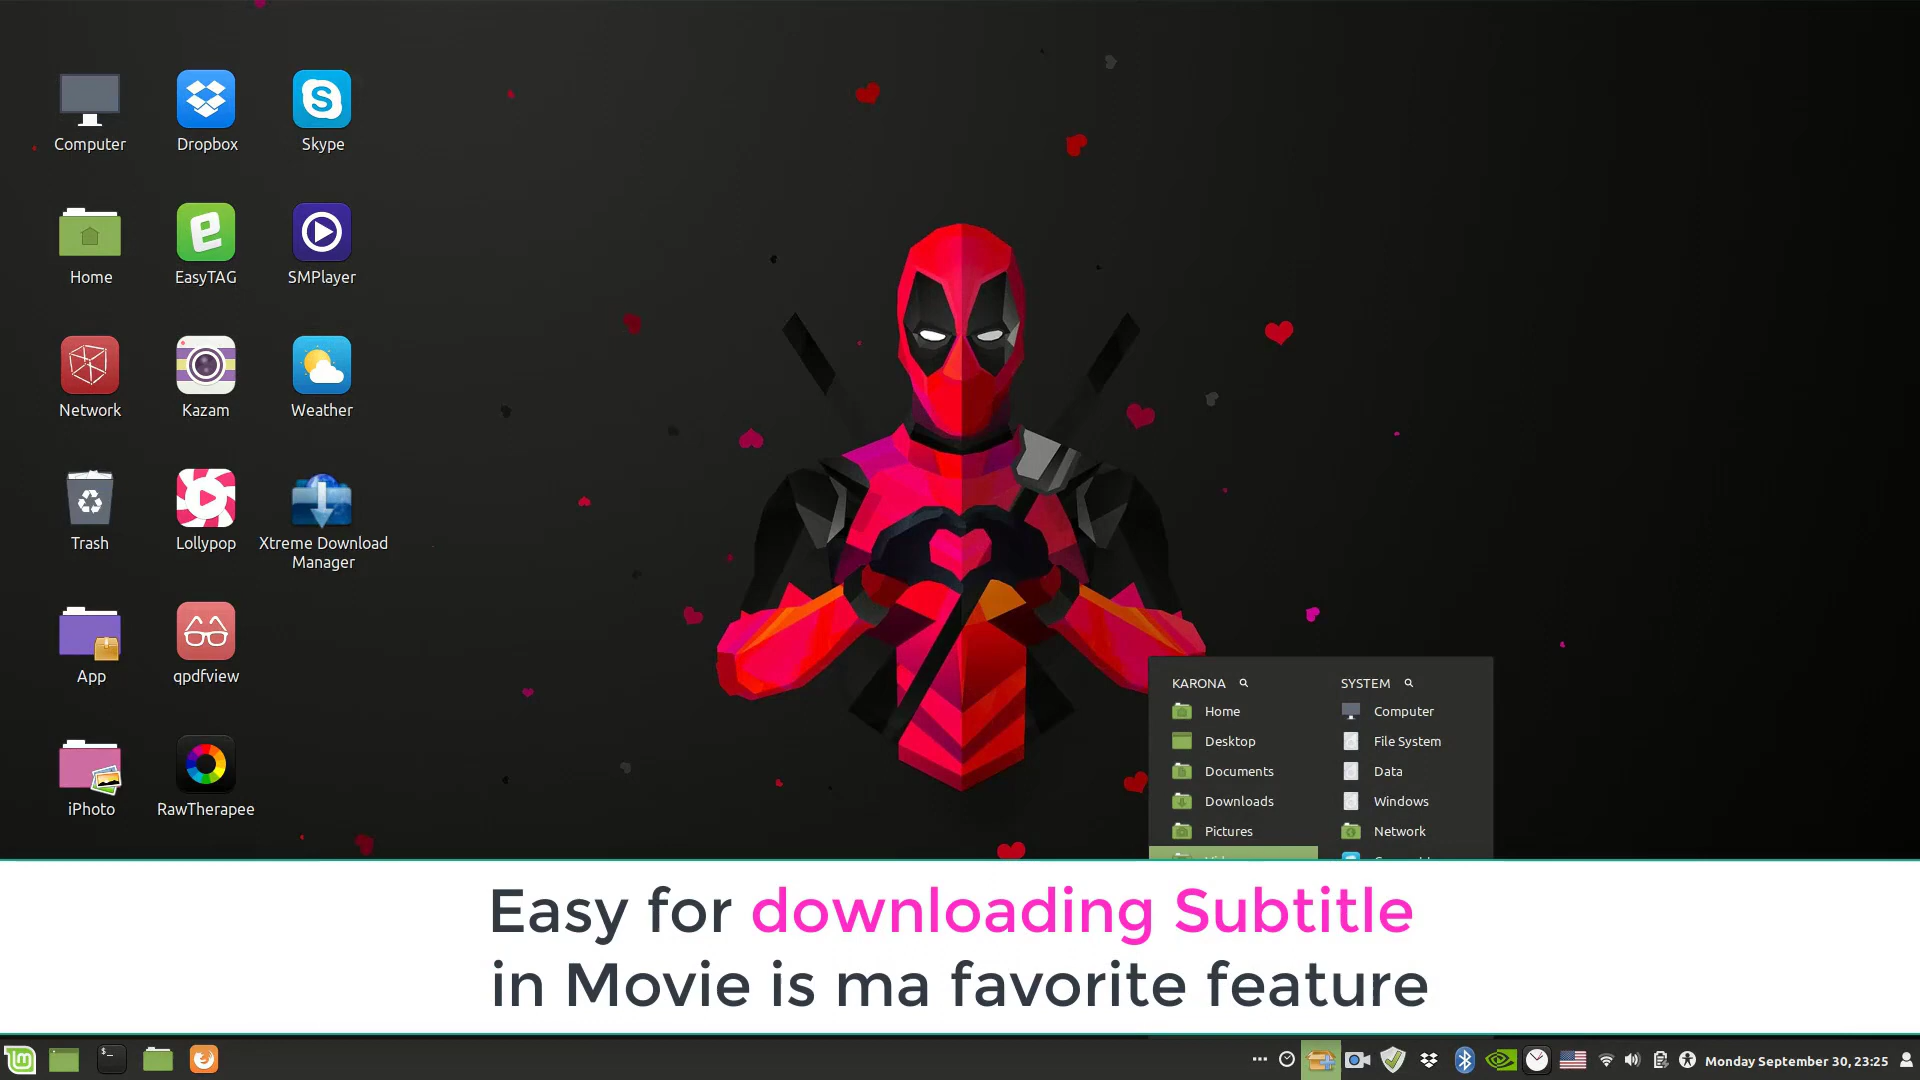 Computer
Dropbox
Skype
Home
EasyTAG
SMPlayer
Network
Kazam
Weather
Trash
Lollypop
Xtreme Download
Manager
App
qpdfview
iPhoto
RawTherapee
KARONA
Home
Desktop
Documents
Downloads
Pictures
SYSTEM
Computer
File System
Data
Windows
Network
Easy for downloading Subtitle
in Movie is ma favorite feature
Monday September 30, 23:25